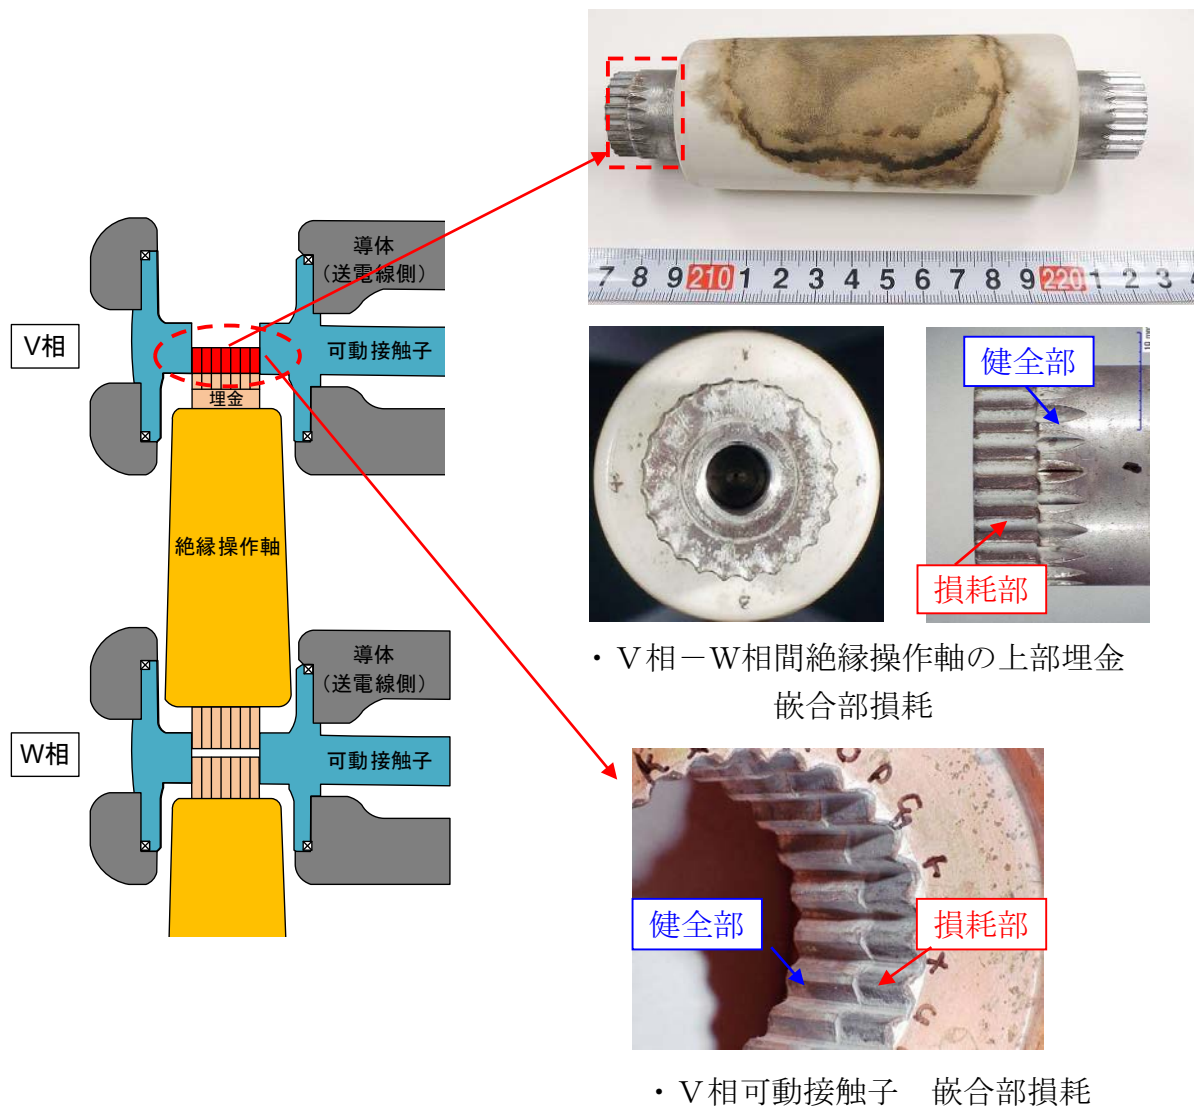 V相
導体
(送電線側)
可動接触子
埋金
絶縁操作軸
W相
導体
(送電線側)
可動接触子
7 8 9 210 1 2 3 4 5 6 7 8 9 220 1 2 3
健全部
損耗部
10 mm
・V相－W相間絶縁操作軸の上部埋金
嵌合部損耗
健全部
損耗部
・V相可動接触子　嵌合部損耗